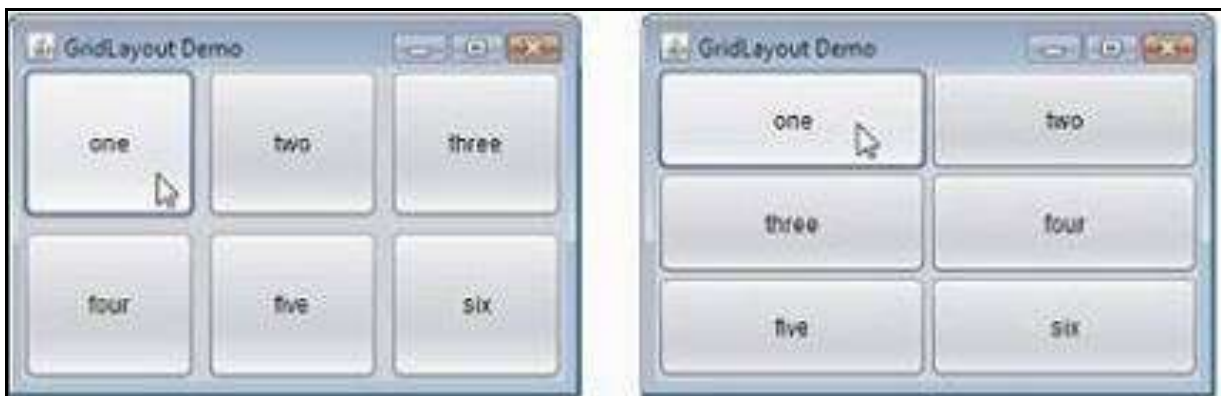 GridLayout Demo
one two three
four five six
GridLayout Demo
one two
three four
five six